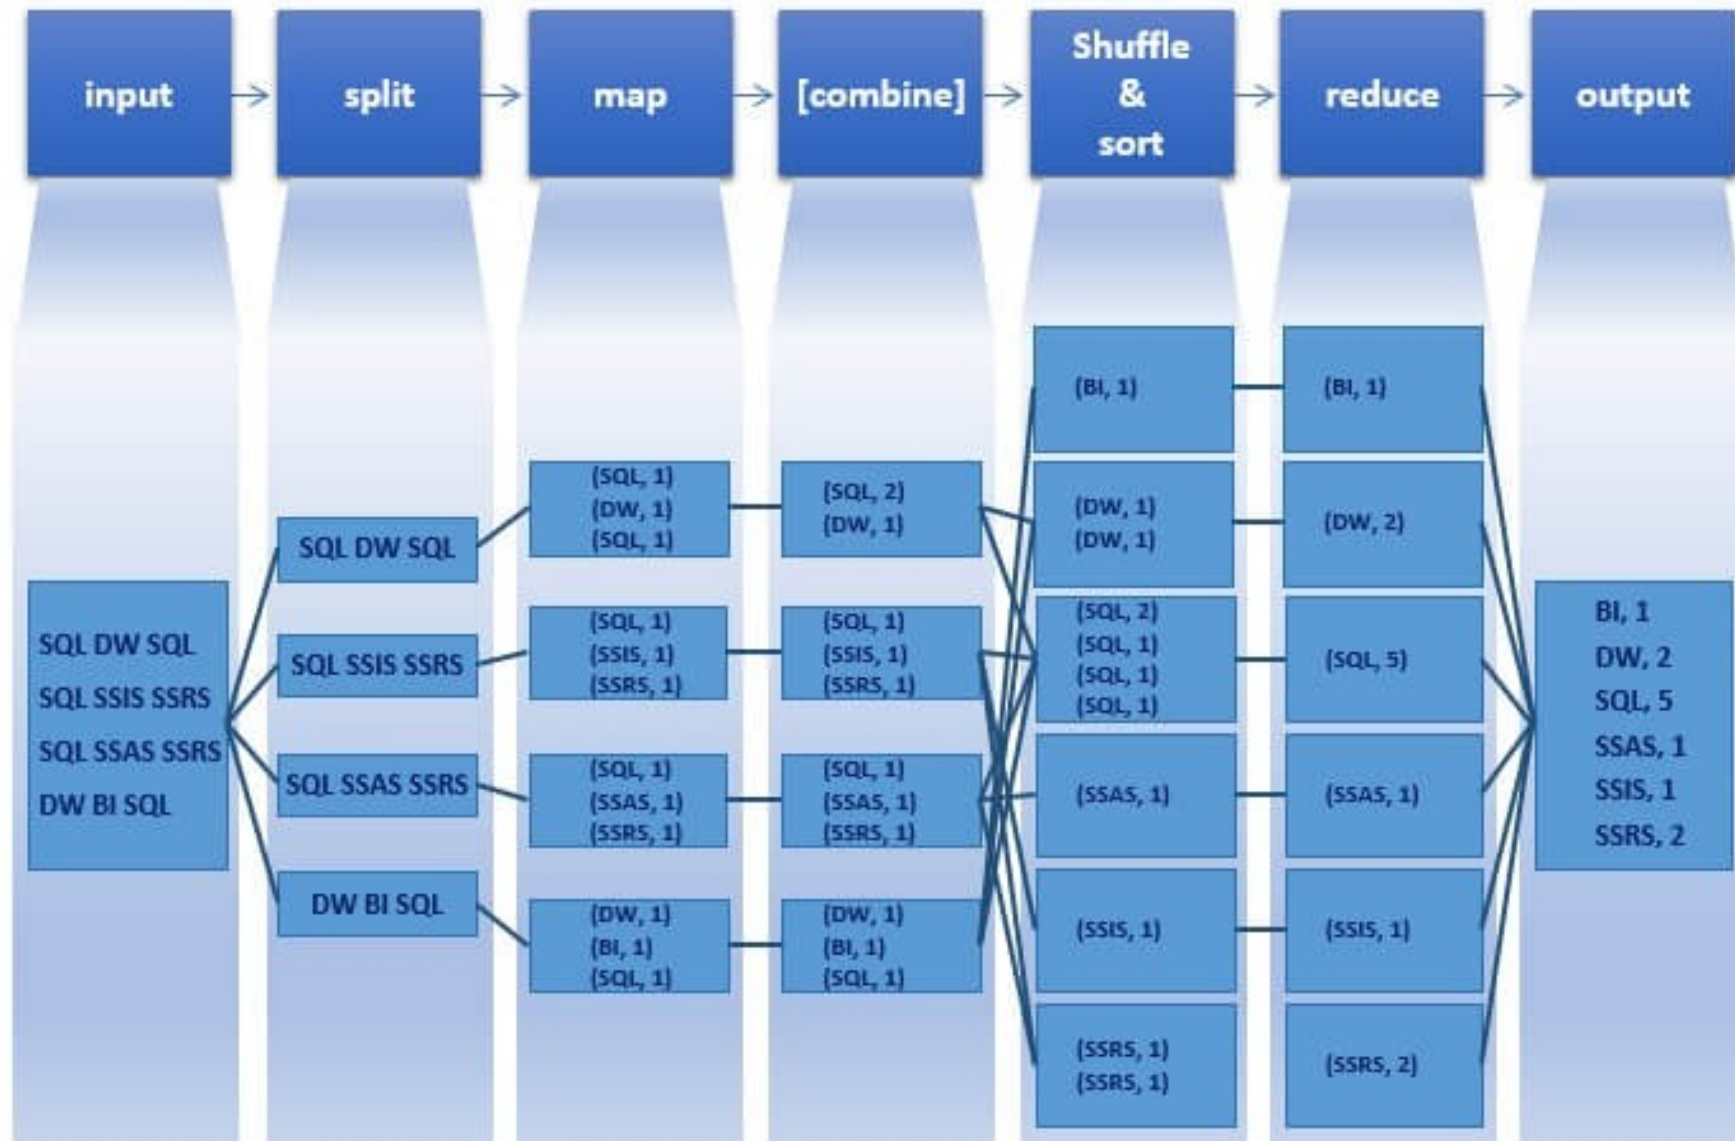 input
split
map
[combine]
Shuffle
&
sort
reduce
output
SQL DW SQL
SQL SSIS SSRS
SQL SSAS SSRS
DW BI SQL
SQL DW SQL
SQL SSIS SSRS
SQL SSAS SSRS
DW BI SQL
(SQL, 1)
(DW, 1)
(SQL, 1)
(SQL, 1)
(SSIS, 1)
(SSRS, 1)
(SQL, 1)
(SSAS, 1)
(SSRS, 1)
(DW, 1)
(BI, 1)
(SQL, 1)
(SQL, 2)
(DW, 1)
(SQL, 1)
(SSIS, 1)
(SSRS, 1)
(SQL, 1)
(SSAS, 1)
(SSRS, 1)
(DW, 1)
(BI, 1)
(SQL, 1)
(BI, 1)
(DW, 1)
(DW, 1)
(SQL, 2)
(SQL, 1)
(SQL, 1)
(SQL, 1)
(SSAS, 1)
(SSIS, 1)
(SSRS, 1)
(SSRS, 1)
(BI, 1)
(DW, 2)
(SQL, 5)
(SSAS, 1)
(SSIS, 1)
(SSRS, 2)
BI, 1
DW, 2
SQL, 5
SSAS, 1
SSIS, 1
SSRS, 2